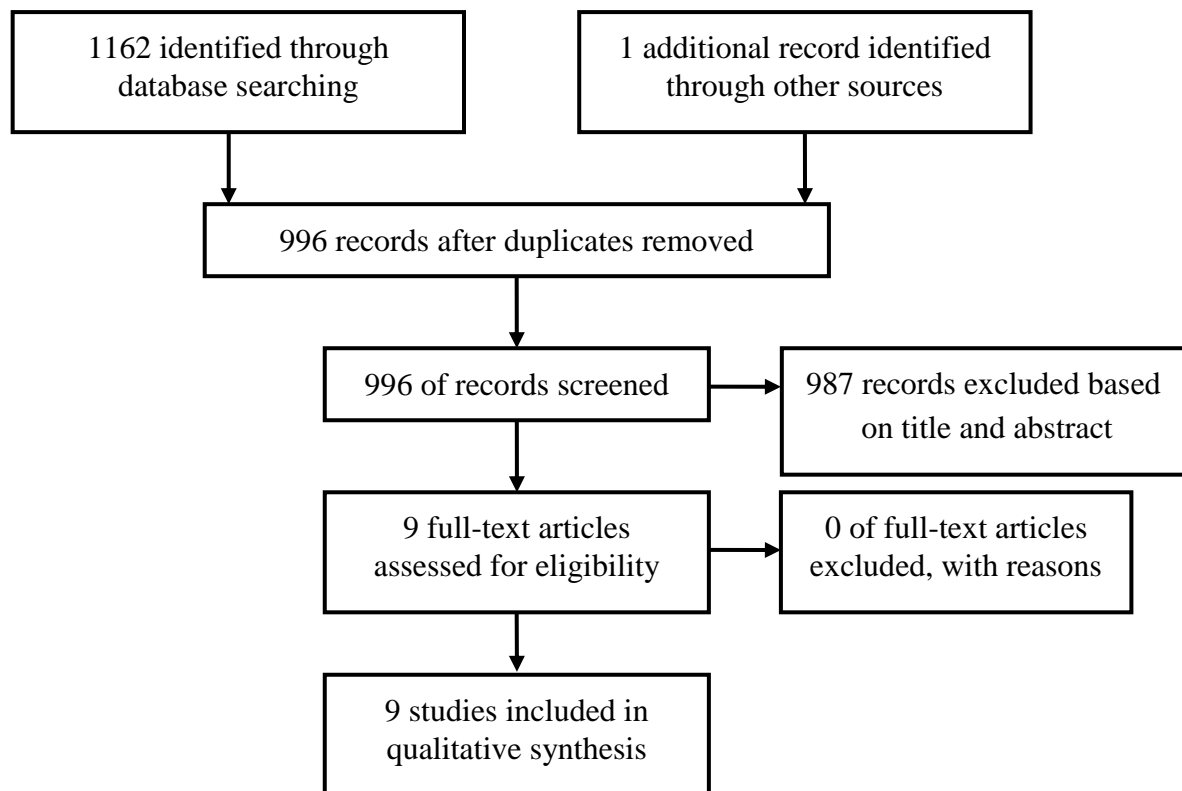 1162 identified through
database searching
1 additional record identified
through other sources
996 records after duplicates removed
996 of records screened
987 records excluded based
on title and abstract
9 full-text articles
assessed for eligibility
0 of full-text articles
excluded, with reasons
9 studies included in
qualitative synthesis